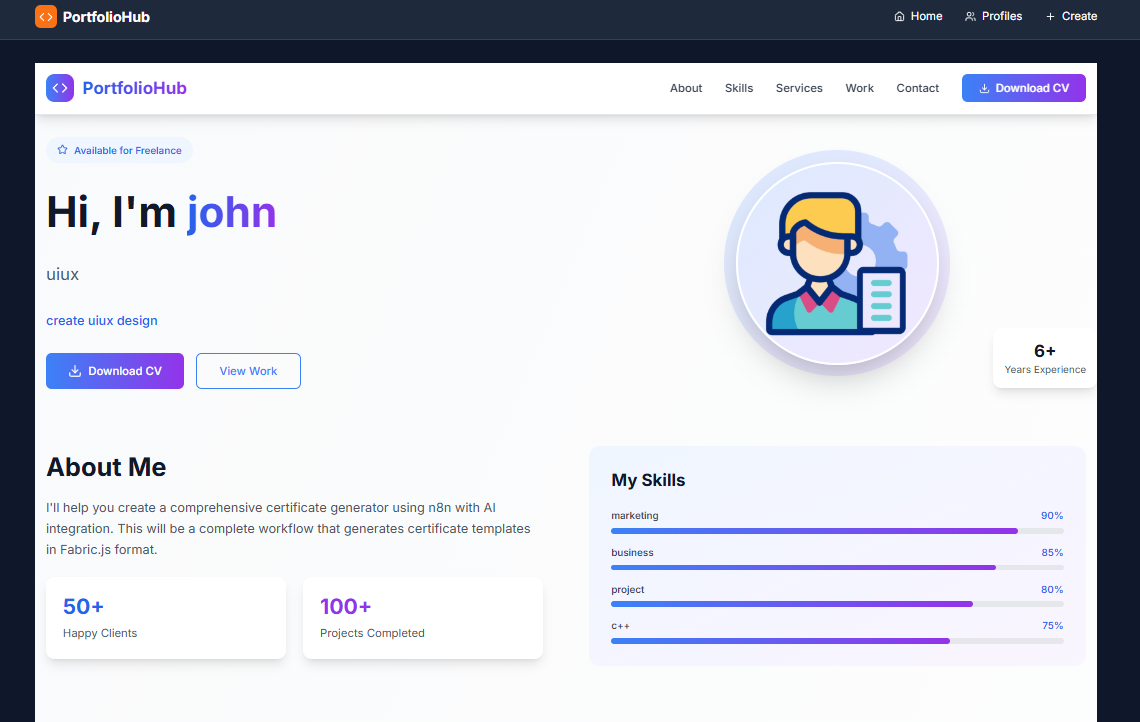 PortfolioHub
Home
Profiles
Create
PortfolioHub
About
Skills
Services
Work
Contact
Download CV
Available for Freelance
Hi, I'm john
uiux
create uiux design
Download CV
View Work
6+
Years Experience
About Me
I'll help you create a comprehensive certificate generator using n8n with AI
integration. This will be a complete workflow that generates certificate templates
in Fabric.js format.
50+
Happy Clients
100+
Projects Completed
My Skills
marketing 90%
business 85%
project 80%
c++ 75%